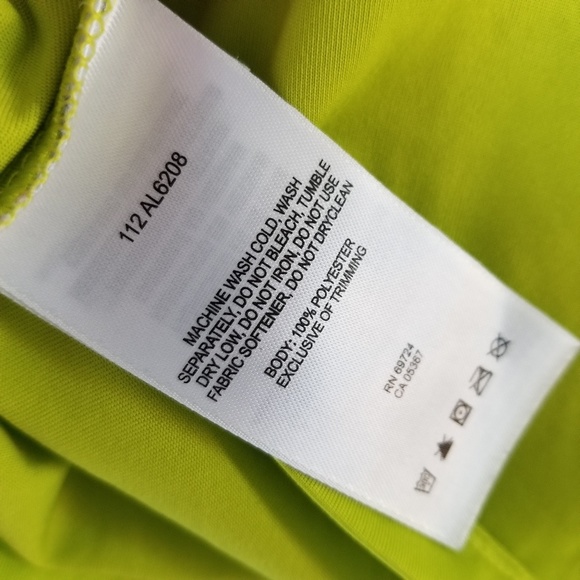 112 AL6208
MACHINE WASH COLD, WASH
SEPARATELY, DO NOT BLEACH, TUMBLE
DRY LOW, DO NOT IRON, DO NOT USE
FABRIC SOFTENER, DO NOT DRYCLEAN
BODY: 100% POLYESTER
EXCLUSIVE OF TRIMMING
RN 69724
CA 05367